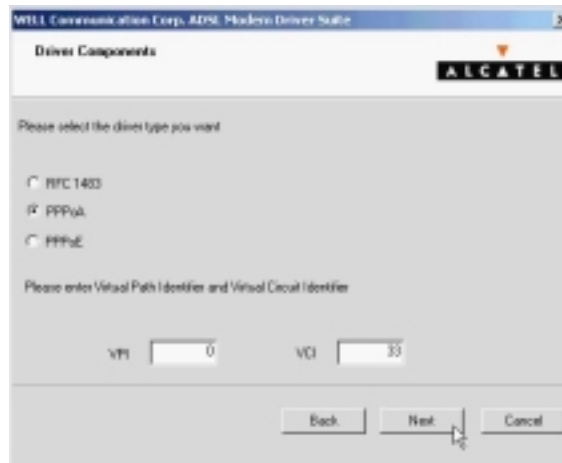 WELL Communication Corp. ADSL Modem Driver Suite
Driver Components
ALCATEL
Please select the driver type you want
RFC 1483
PPPoA
PPPoE
Please enter Virtual Path Identifier and Virtual Circuit Identifier
VPI 0 VCI 33
Back Next Cancel